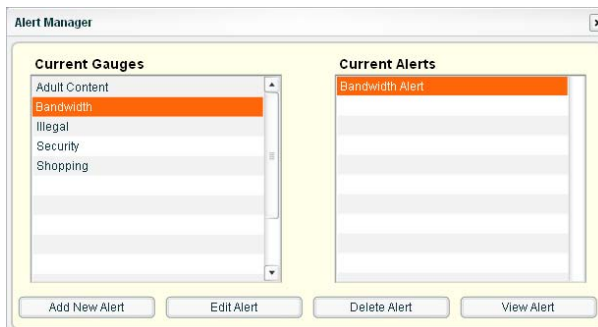 Alert Manager
Current Gauges
Adult Content
Bandwidth
Illegal
Security
Shopping
Current Alerts
Bandwidth Alert
Add New Alert
Edit Alert
Delete Alert
View Alert